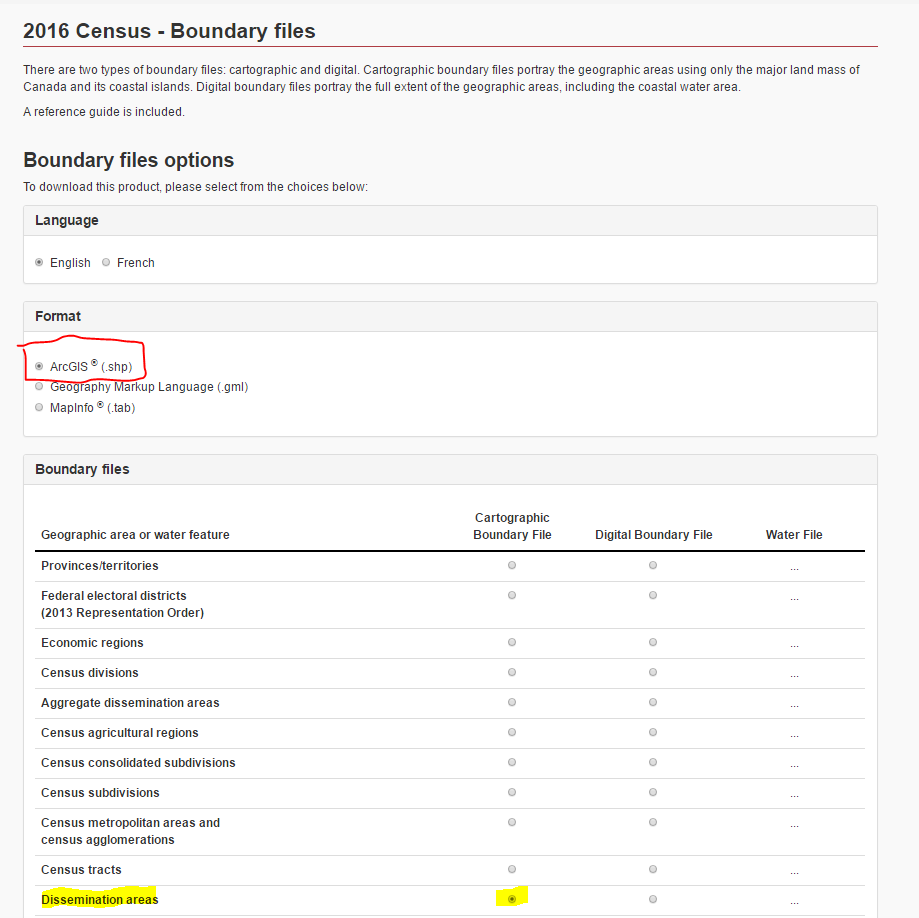 2016 Census - Boundary files
There are two types of boundary files: cartographic and digital. Cartographic boundary files portray the geographic areas using only the major land mass of
Canada and its coastal islands. Digital boundary files portray the full extent of the geographic areas, including the coastal water area.
A reference guide is included.
Boundary files options
To download this product, please select from the choices below:
Language
English French
Format
ArcGIS ® (.shp)
Geography Markup Language (.gml)
MapInfo ® (.tab)
Boundary files
Cartographic
Geographic area or water feature Boundary File Digital Boundary File Water File
Provinces/territories ...
Federal electoral districts ...
(2013 Representation Order)
Economic regions ...
Census divisions ...
Aggregate dissemination areas ...
Census agricultural regions ...
Census consolidated subdivisions ...
Census subdivisions ...
Census metropolitan areas and ...
census agglomerations
Census tracts ...
Dissemination areas ...